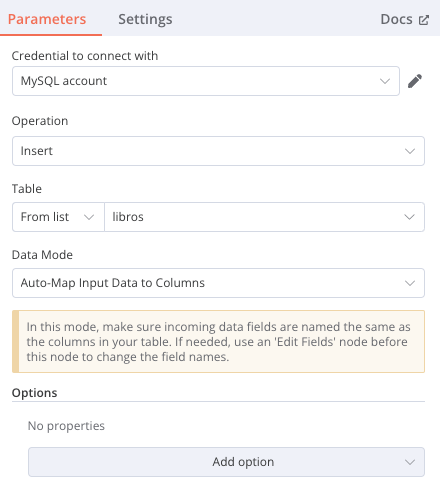 Parameters Settings Docs
Credential to connect with
MySQL account
Operation
Insert
Table
From list libros
Data Mode
Auto-Map Input Data to Columns
In this mode, make sure incoming data fields are named the same as
the columns in your table. If needed, use an 'Edit Fields' node before
this node to change the field names.
Options
No properties
Add option